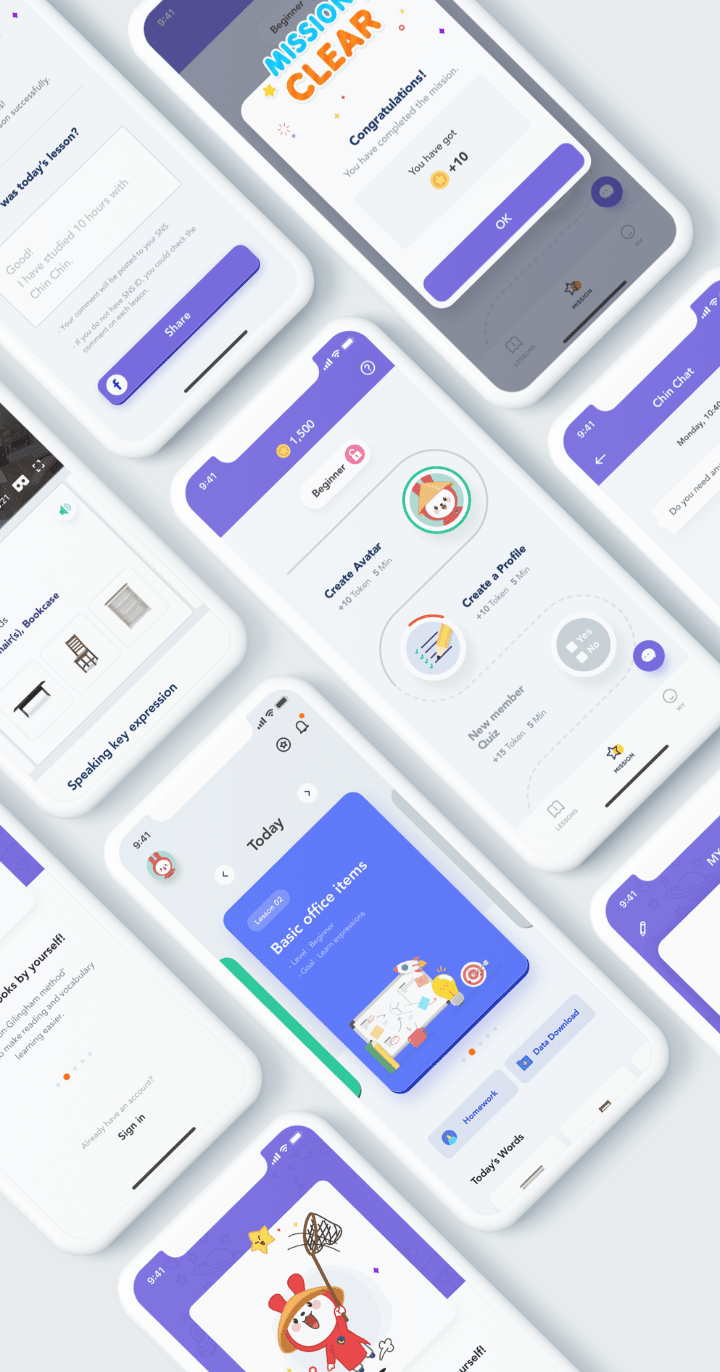 9:41
Beginner
MISSION
CLEAR
Congratulations!
You have completed the mission.
You have got
+10
OK
LESSONS
MISSION
MY
son successfully.
was today's lesson?
Good!
I have studied 10 hours with
Chin Chin.
- Your comment will be posted to your SNS.
- If you do not have SNS ID, you could check the
comment on each lesson.
Share
9:41
1,500
Beginner
Create Avatar
+10 Token 5 Min
Create a Profile
+10 Token 5 Min
Yes
No
New member
Quiz
+15 Token 5 Min
LESSONS
MISSION
MY
9:41
Chin Chat
Monday, 10:40
Do you need any
:21
hair(s), Bookcase
Speaking key expression
9:41
Today
Lesson 02
Basic office items
- Level . Beginner
- Goal . Learn expressions
Homework
Data Download
Today's Words
9:41
MY
ooks by yourself!
on-Gilingham method'
o make reading and vocabulary
learning easier.
Already have an account?
Sign in
9:41
yourself!